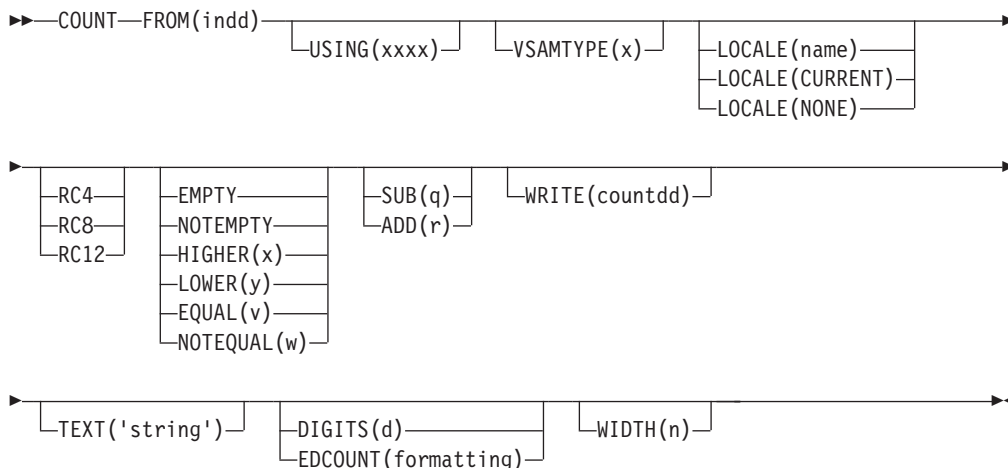 COUNT FROM(indd)
USING(xxxx) VSAMTYPE(x) LOCALE(name)
LOCALE(CURRENT)
LOCALE(NONE)
RC4 EMPTY SUB(q) WRITE(countdd)
RC8 NOTEMPTY ADD(r)
RC12 HIGHER(x)
LOWER(y)
EQUAL(v)
NOTEQUAL(w)
TEXT('string') DIGITS(d) WIDTH(n)
EDCOUNT(formatting)